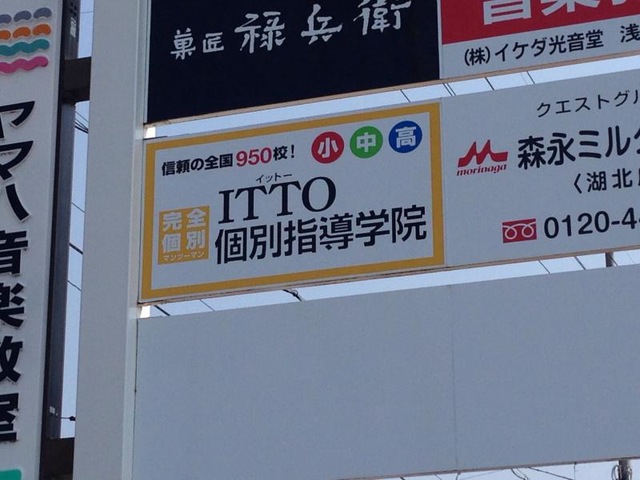 菓匠 禄兵衛
(株)イケダ光音堂
ヤマハ音楽教室
信頼の全国950校!
小 中 高
イットー
ITTO
完全
個別
マンツーマン
個別指導学院
クエストグル
morinaga
森永ミルク
〈湖北
0120-4